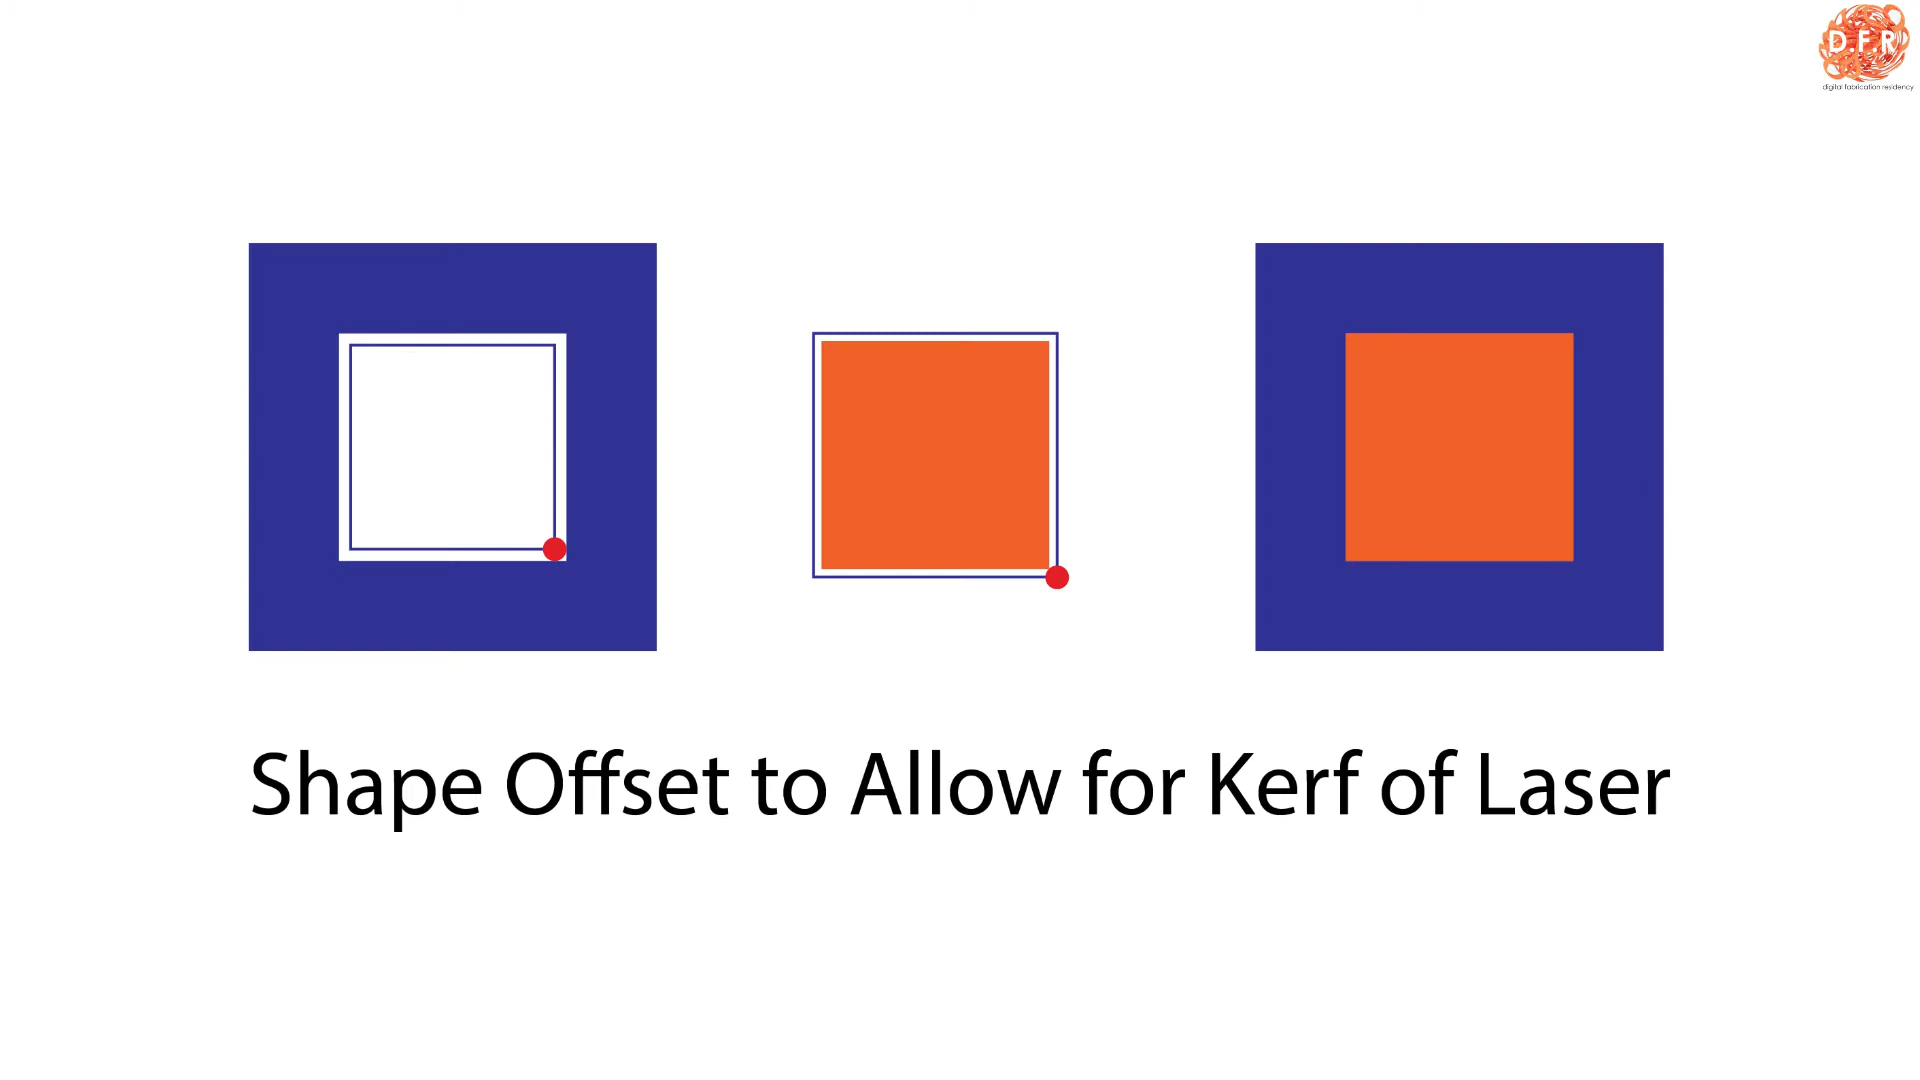 D.F.R
digital fabrication residency
Shape Offset to Allow for Kerf of Laser